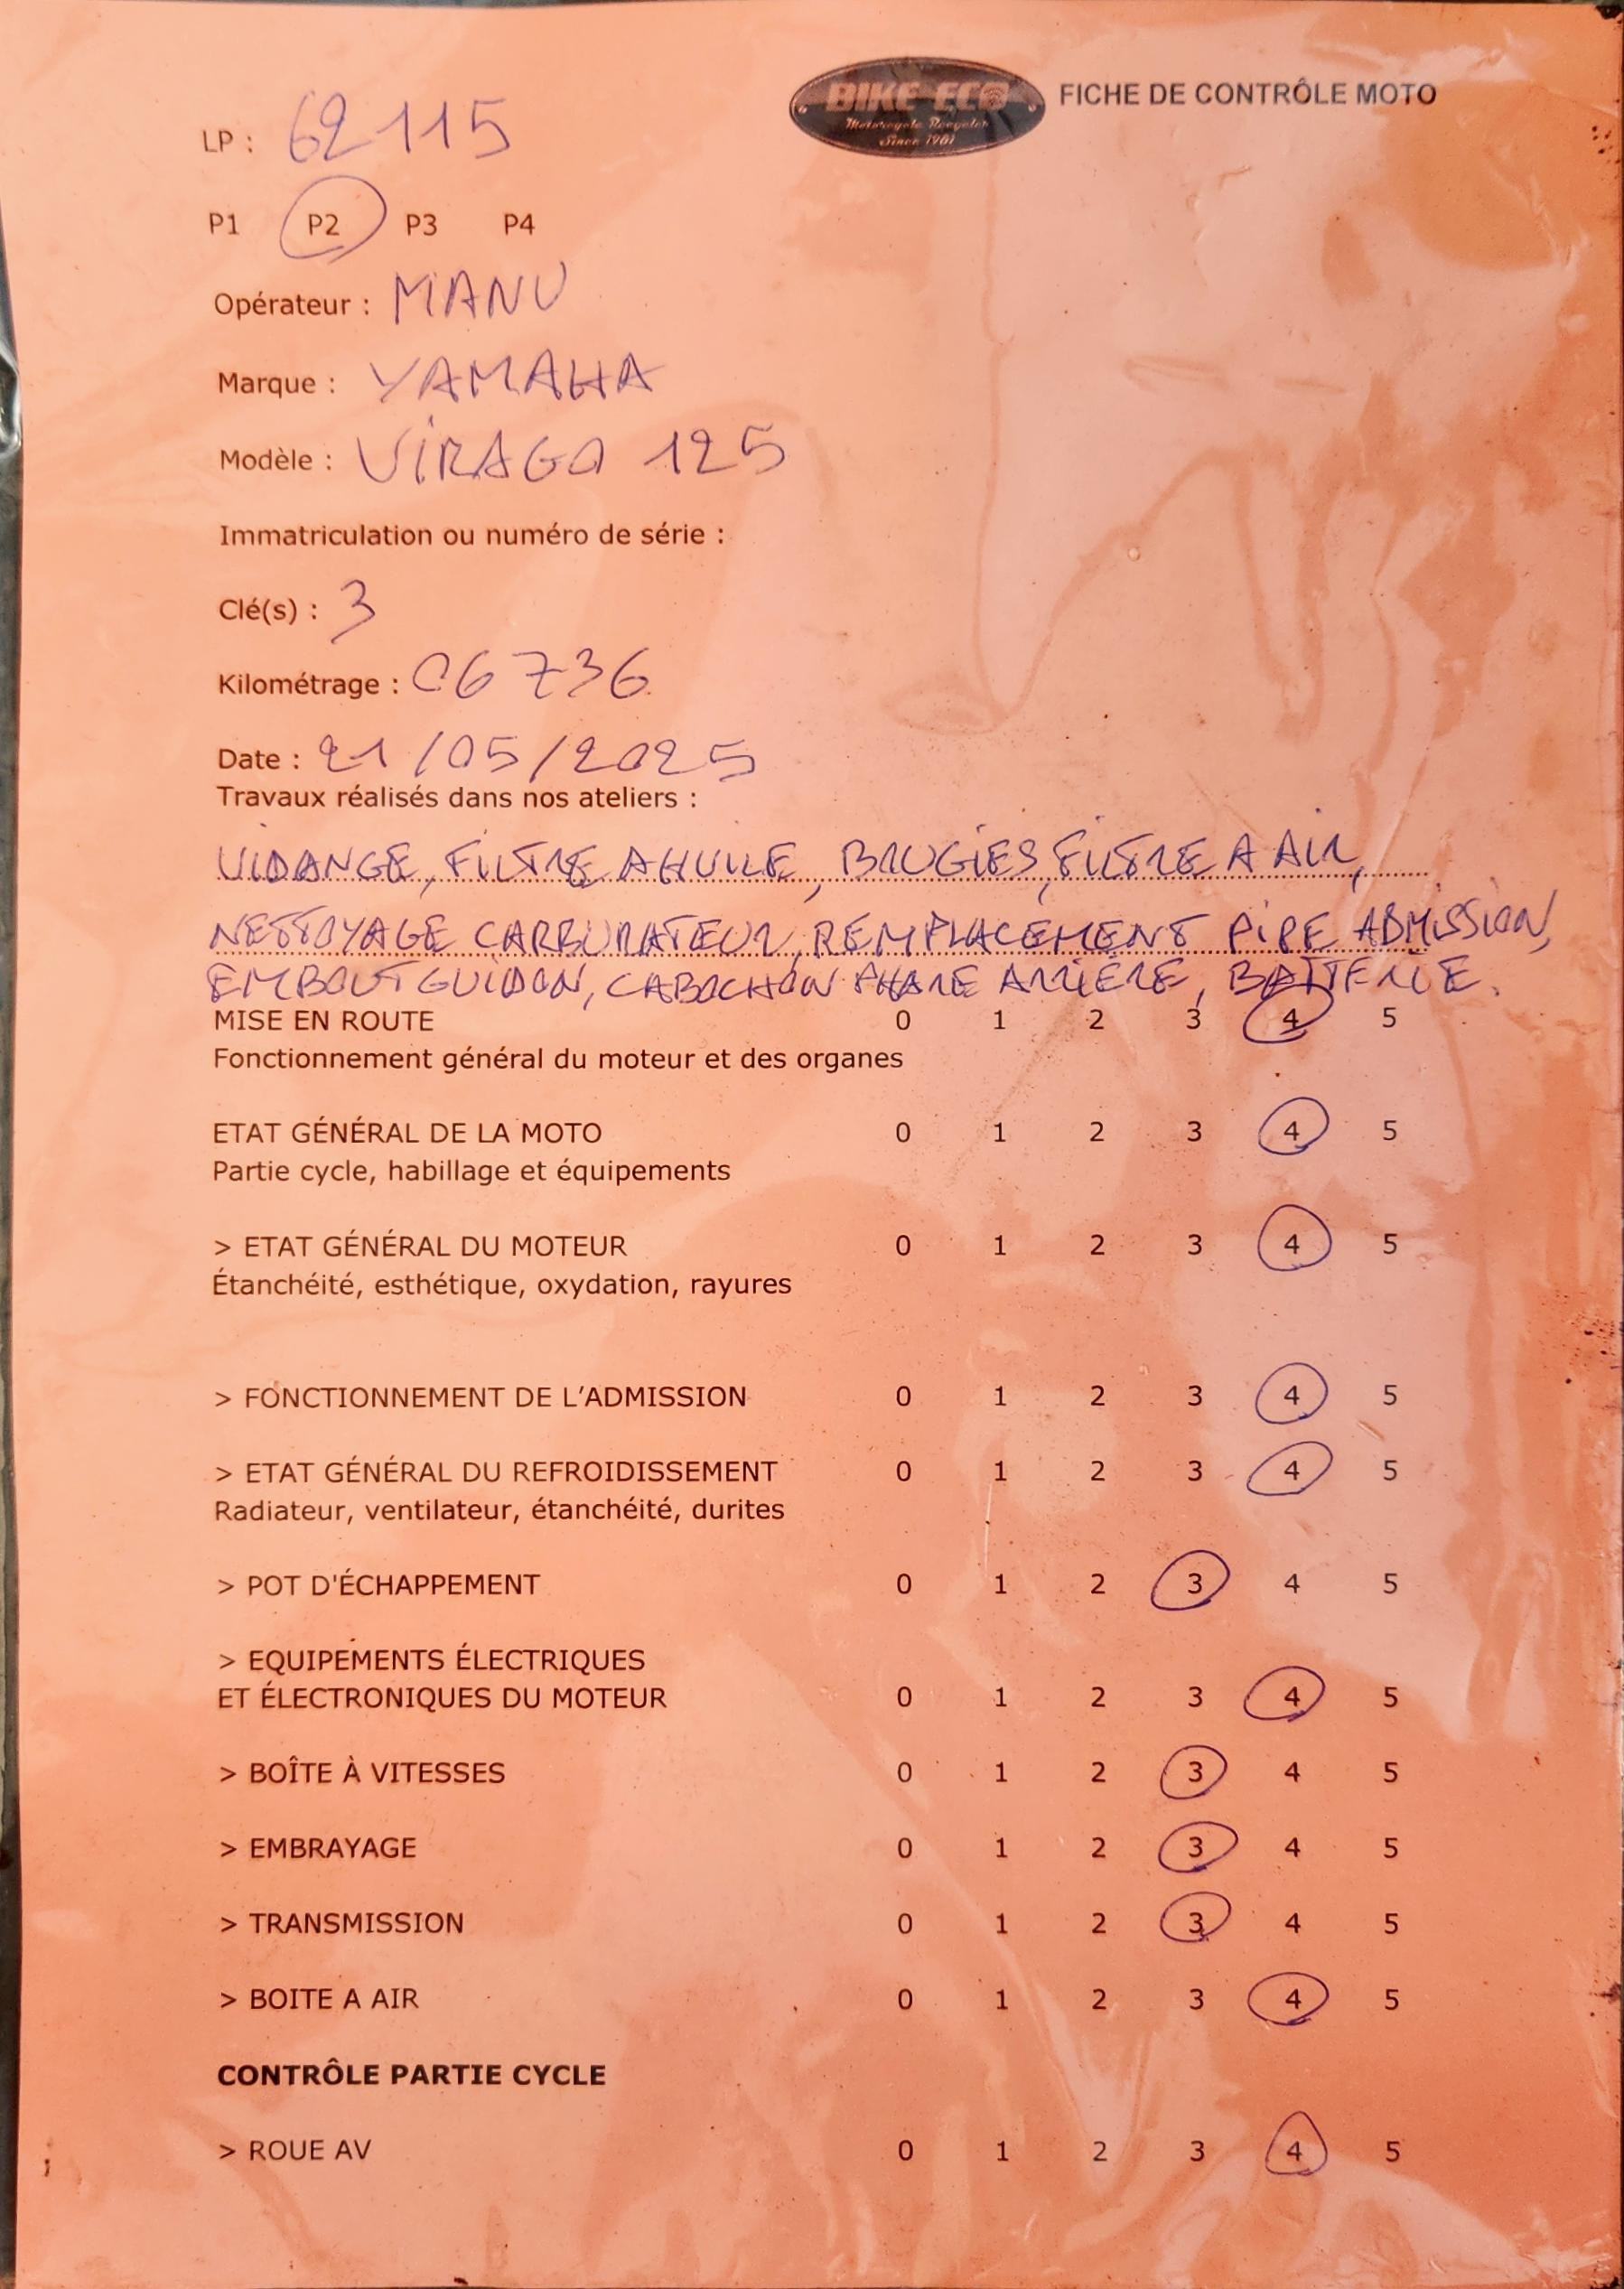 BIKE ECO
Motorcycle Recycler
Since 1981
FICHE DE CONTRÔLE MOTO
LP : 62115
P1 P2 P3 P4
Opérateur : MANU
Marque : YAMAHA
Modèle : VIRAGO 125
Immatriculation ou numéro de série :
Clé(s) : 3
Kilométrage : 06736
Date : 21/05/2025
Travaux réalisés dans nos ateliers :
VIDANGE, FILTRE A HUILE, BOUGIES, FILTRE A AIR,
NETTOYAGE CARBURATEUR, REMPLACEMENT PIPE ADMISSION,
EMBOUT GUIDON, CABOCHON PHARE ARRIÈRE, BATTERIE.
MISE EN ROUTE 0 1 2 3 4 5
Fonctionnement général du moteur et des organes
ETAT GÉNÉRAL DE LA MOTO 0 1 2 3 4 5
Partie cycle, habillage et équipements
> ETAT GÉNÉRAL DU MOTEUR 0 1 2 3 4 5
Étanchéité, esthétique, oxydation, rayures
> FONCTIONNEMENT DE L'ADMISSION 0 1 2 3 4 5
> ETAT GÉNÉRAL DU REFROIDISSEMENT 0 1 2 3 4 5
Radiateur, ventilateur, étanchéité, durites
> POT D'ÉCHAPPEMENT 0 1 2 3 4 5
> EQUIPEMENTS ÉLECTRIQUES
ET ÉLECTRONIQUES DU MOTEUR 0 1 2 3 4 5
> BOÎTE À VITESSES 0 1 2 3 4 5
> EMBRAYAGE 0 1 2 3 4 5
> TRANSMISSION 0 1 2 3 4 5
> BOITE A AIR 0 1 2 3 4 5
CONTRÔLE PARTIE CYCLE
> ROUE AV 0 1 2 3 4 5